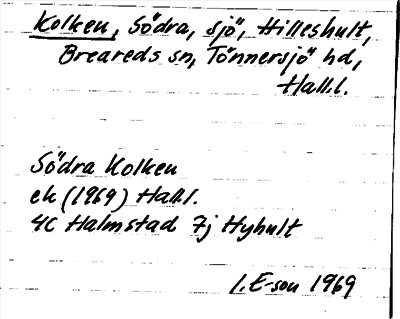 Kolken, Södra, sjö, Hilleshult,
Breareds sn, Tönnersjö hd,
Hall.l.
Södra Kolken
ek (1969) Hall.l.
4C Halmstad 7j Hyhult
I.E-son 1969